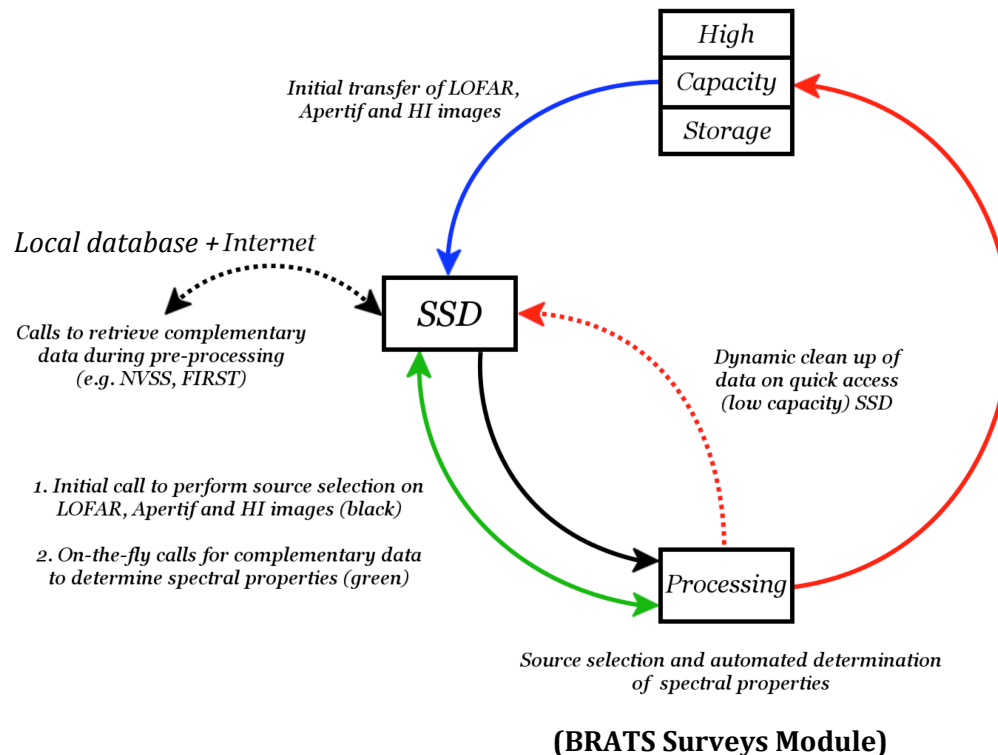 High
Capacity
Storage
Initial transfer of LOFAR,
Apertif and HI images
Local database + Internet
SSD
Calls to retrieve complementary
data during pre-processing
(e.g. NVSS, FIRST)
Dynamic clean up of
data on quick access
(low capacity) SSD
1. Initial call to perform source selection on
LOFAR, Apertif and HI images (black)
2. On-the-fly calls for complementary data
to determine spectral properties (green)
Processing
Source selection and automated determination
of spectral properties
(BRATS Surveys Module)